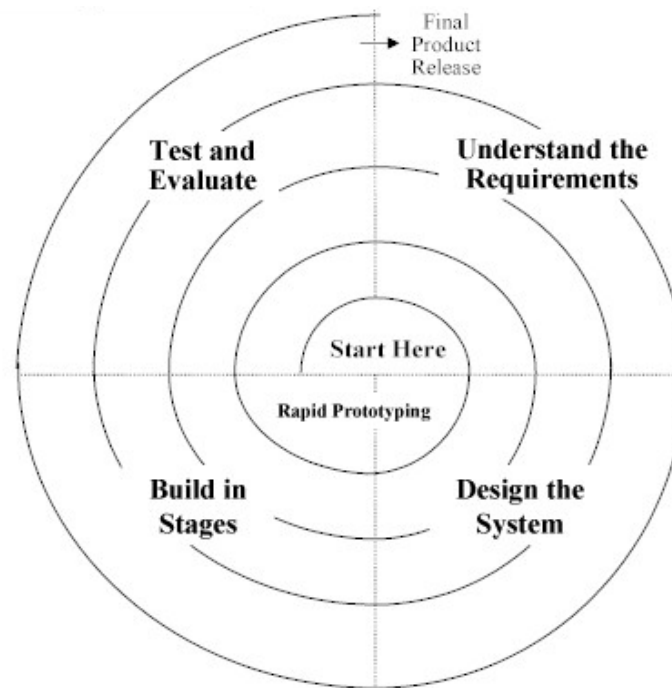 Final
Product
Release
Test and
Evaluate
Understand the
Requirements
Start Here
Rapid Prototyping
Build in
Stages
Design the
System